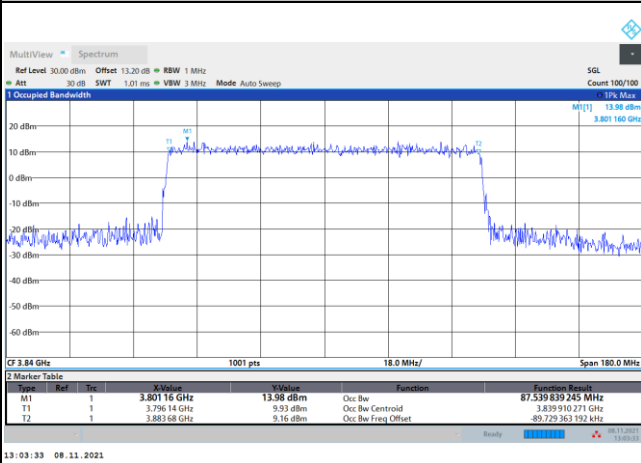 MultiView Spectrum
Ref Level 30.00 dBm Offset 13.20 dB RBW 1 MHz SGL
Att 30 dB SWT 1.01 ms VBW 3 MHz Mode Auto Sweep Count 100/100
1 Occupied Bandwidth 1Pk Max
M1[1] 13.98 dBm
3.801 160 GHz
M1
T1
T2
20 dBm
10 dBm
0 dBm
-10 dBm
-20 dBm
-30 dBm
-40 dBm
-50 dBm
-60 dBm
CF 3.84 GHz 1001 pts 18.0 MHz/ Span 180.0 MHz
2 Marker Table
Type Ref Trc X-Value Y-Value Function Function Result
M1 1 3.801 16 GHz 13.98 dBm Occ Bw 87.539 839 245 MHz
T1 1 3.796 14 GHz 9.93 dBm Occ Bw Centroid 3.839 910 271 GHz
T2 1 3.883 68 GHz 9.16 dBm Occ Bw Freq Offset -89.729 363 192 kHz
Ready 08.11.2021
13:03:33
13:03:33 08.11.2021